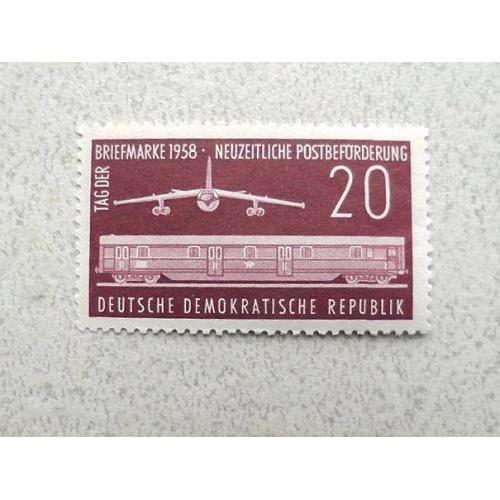 TAG DER
BRIEFMARKE 1958 · NEUZEITLICHE POSTBEFÖRDERUNG
20
DEUTSCHE DEMOKRATISCHE REPUBLIK